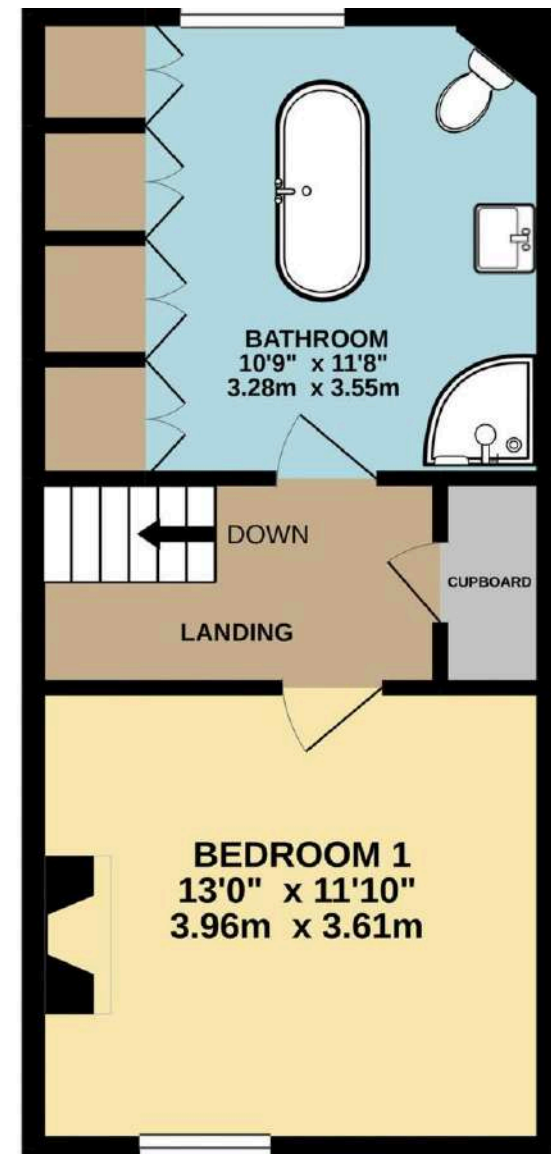 BATHROOM
10'9" x 11'8"
3.28m x 3.55m
DOWN
CUPBOARD
LANDING
BEDROOM 1
13'0" x 11'10"
3.96m x 3.61m